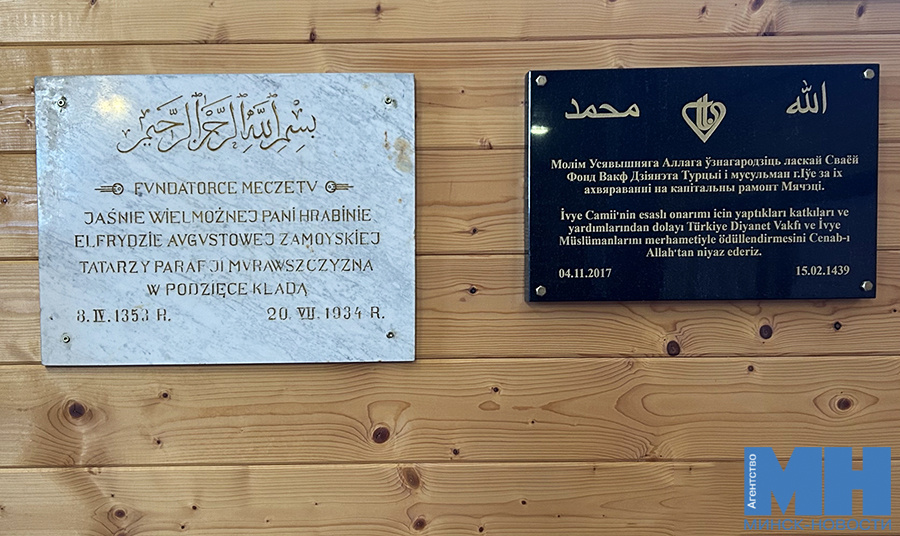 بسم الله الرحمن الرحيم
FVNDATORCE MECZETV
JAŚNIE WIELMOŻNEJ PANI HRABINIE
ELFRYDZIE AVGVSTOWEJ ZAMOYSKIEJ
TATARZY PARAFJI MVRAWSZCZYZNA
W PODZIĘCE KŁADĄ
8.IV.1353 H. 20.VII.1934 R.
محمد الله
Молім Усявышняга Аллага ўзнагародзіць ласкай Сваёй
Фонд Вакф Дзіянэта Турцыі і мусульман г.Іўе за іх
ахвяраванні на капітальны рамонт Мячэці.
İvye Camii'nin esaslı onarımı icin yaptıkları katkıları ve
yardımlarından dolayı Türkiye Diyanet Vakfı ve İvye
Müslümanlarını merhametiyle ödüllendirmesini Cenab-ı
Allah'tan niyaz ederiz.
04.11.2017 15.02.1439
Агентство
МН
МИНСК-НОВОСТИ